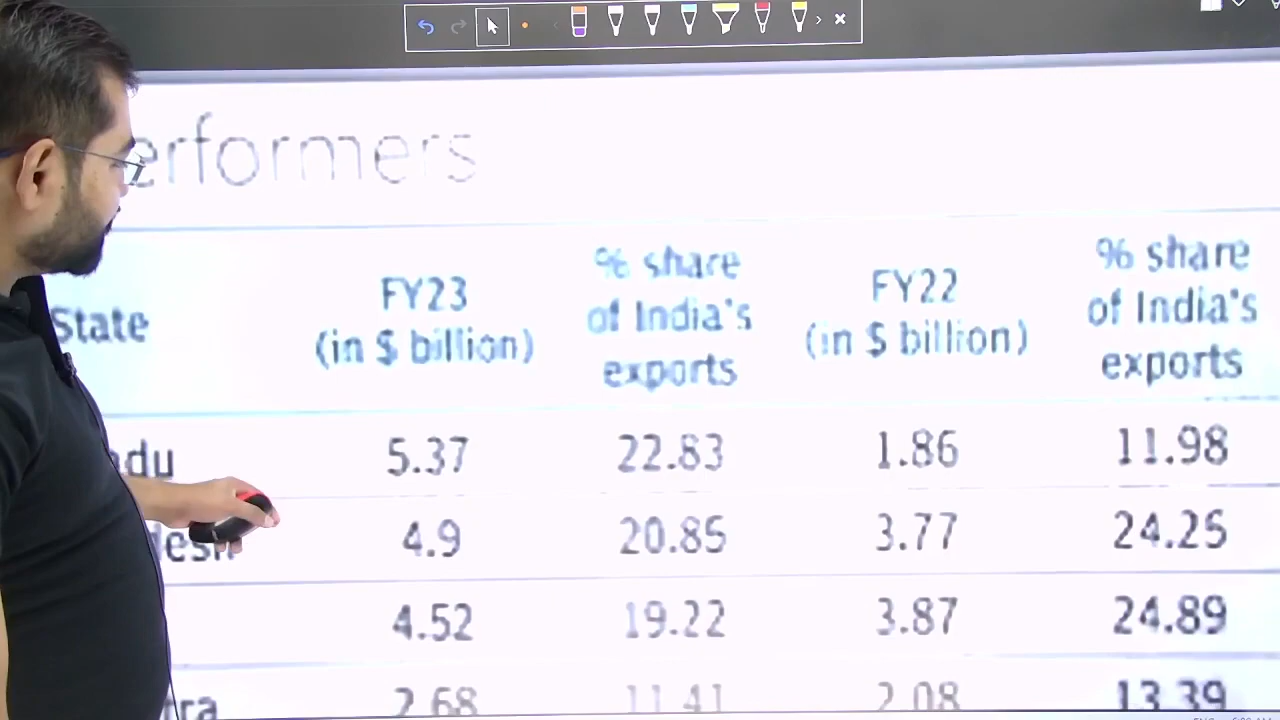 erformers
State
FY23
(in $ billion)
% share
of India's
exports
FY22
(in $ billion)
% share
of India's
exports
adu 5.37 22.83 1.86 11.98
desh 4.9 20.85 3.77 24.25
4.52 19.22 3.87 24.89
tra 2.68 11.41 2.08 13.39